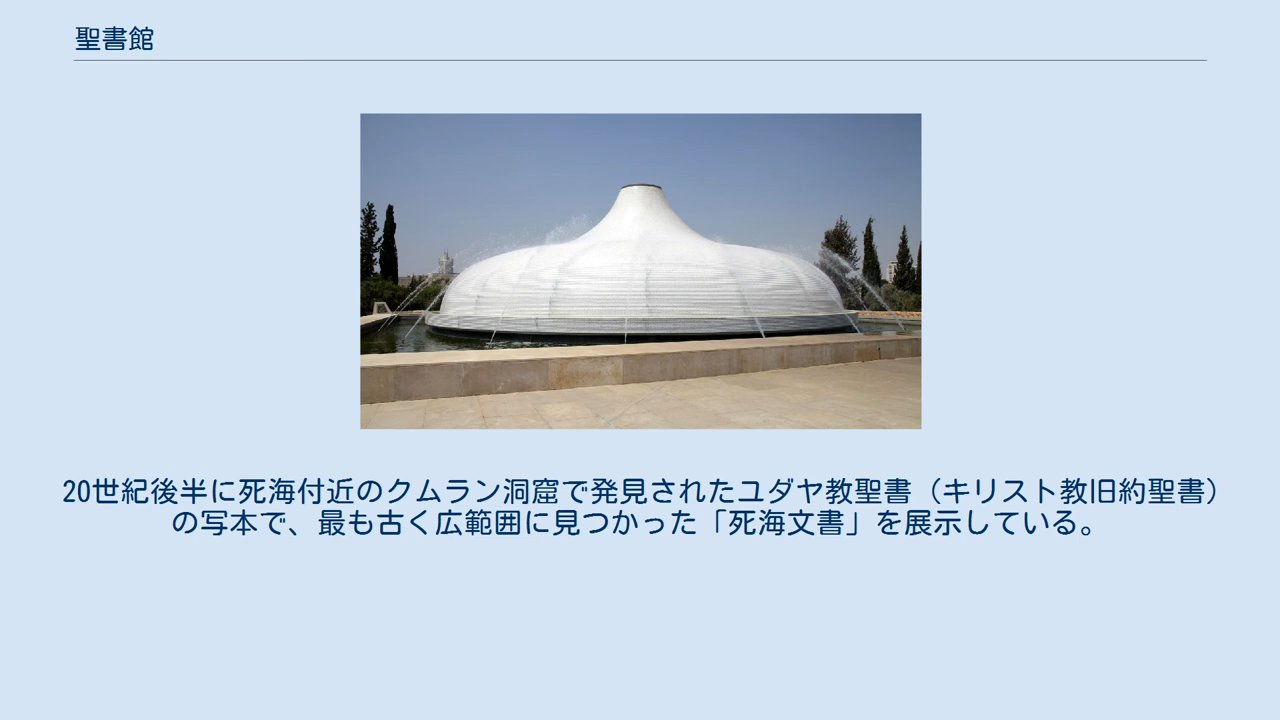 聖書館
20世紀後半に死海付近のクムラン洞窟で発見されたユダヤ教聖書（キリスト教旧約聖書）
の写本で、最も古く広範囲に見つかった「死海文書」を展示している。